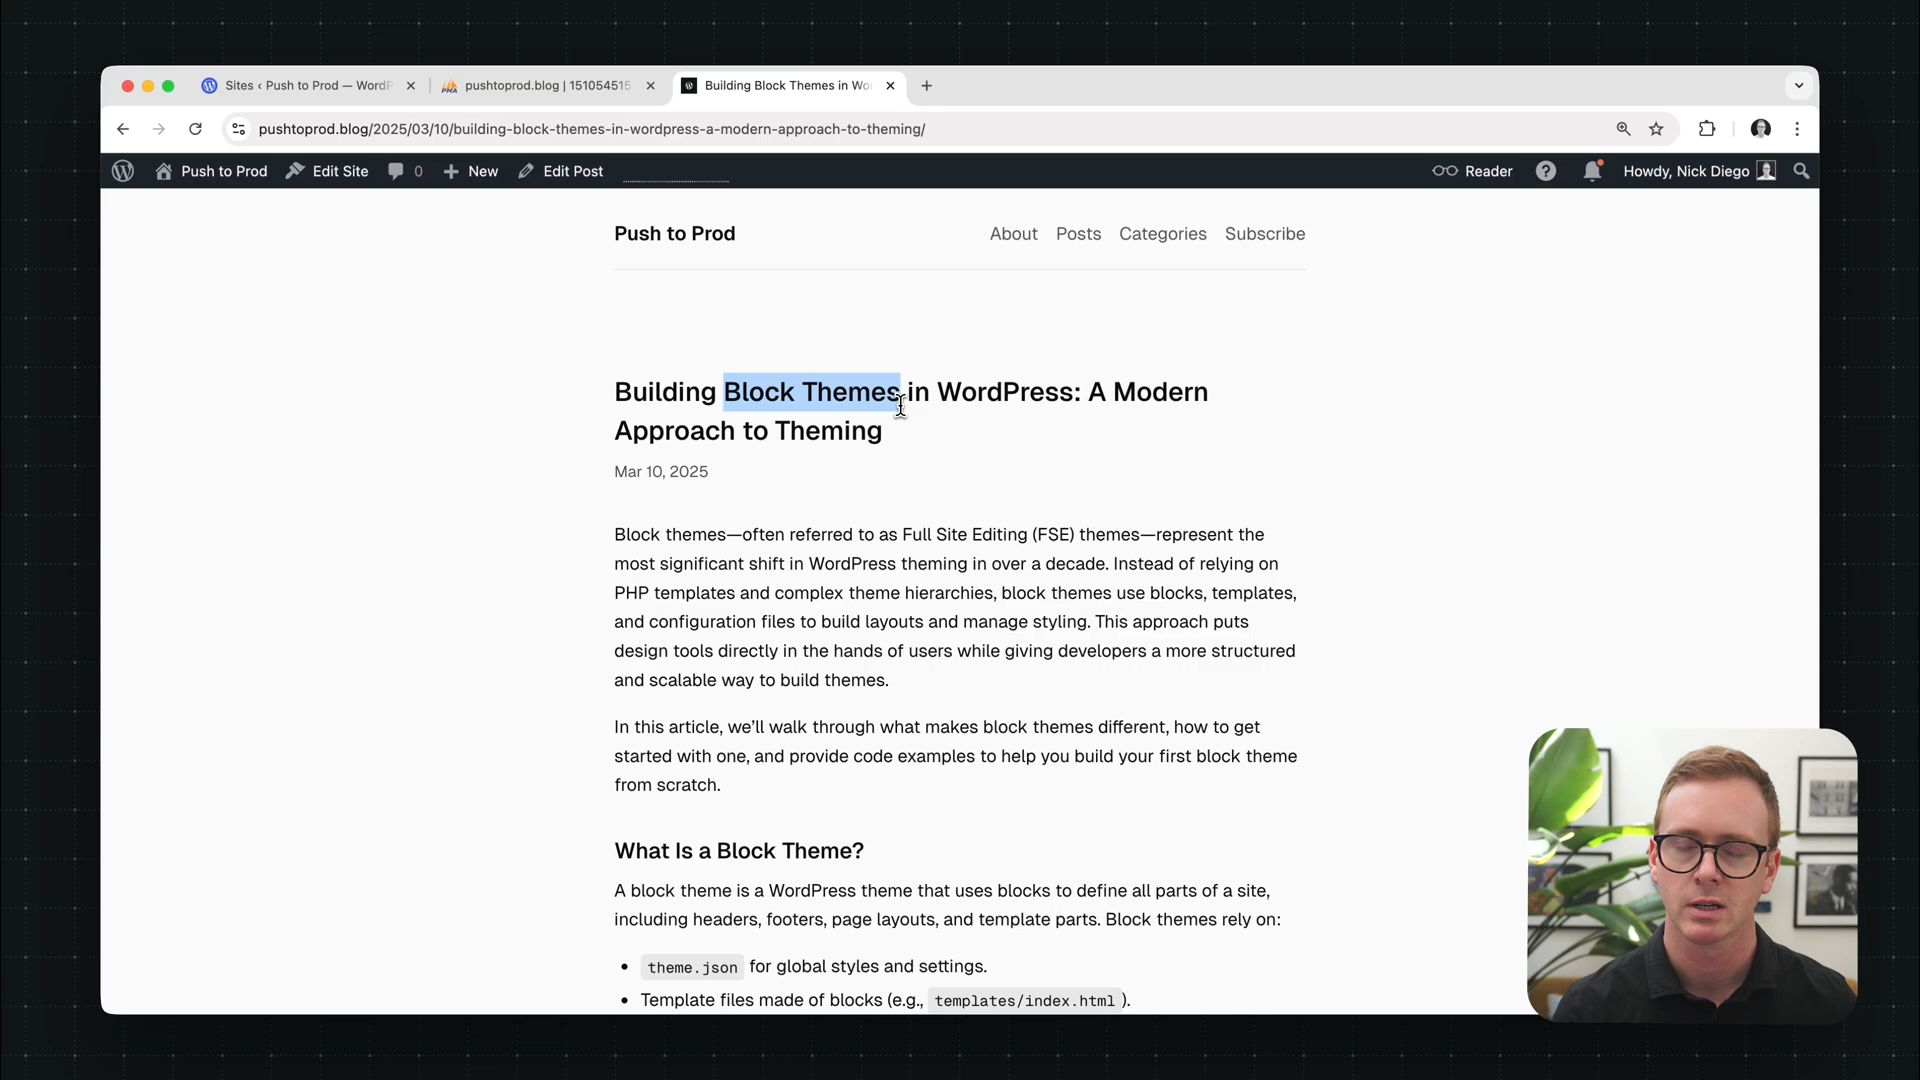 Sites ‹ Push to Prod — WordP
pushtoprod.blog | 151054515
Building Block Themes in Wor
pushtoprod.blog/2025/03/10/building-block-themes-in-wordpress-a-modern-approach-to-theming/
Push to Prod Edit Site 0 New Edit Post Reader Howdy, Nick Diego
Push to Prod
About Posts Categories Subscribe
Building Block Themes in WordPress: A Modern
Approach to Theming
Mar 10, 2025
Block themes—often referred to as Full Site Editing (FSE) themes—represent the
most significant shift in WordPress theming in over a decade. Instead of relying on
PHP templates and complex theme hierarchies, block themes use blocks, templates,
and configuration files to build layouts and manage styling. This approach puts
design tools directly in the hands of users while giving developers a more structured
and scalable way to build themes.
In this article, we’ll walk through what makes block themes different, how to get
started with one, and provide code examples to help you build your first block theme
from scratch.
What Is a Block Theme?
A block theme is a WordPress theme that uses blocks to define all parts of a site,
including headers, footers, page layouts, and template parts. Block themes rely on:
• theme.json for global styles and settings.
• Template files made of blocks (e.g., templates/index.html ).